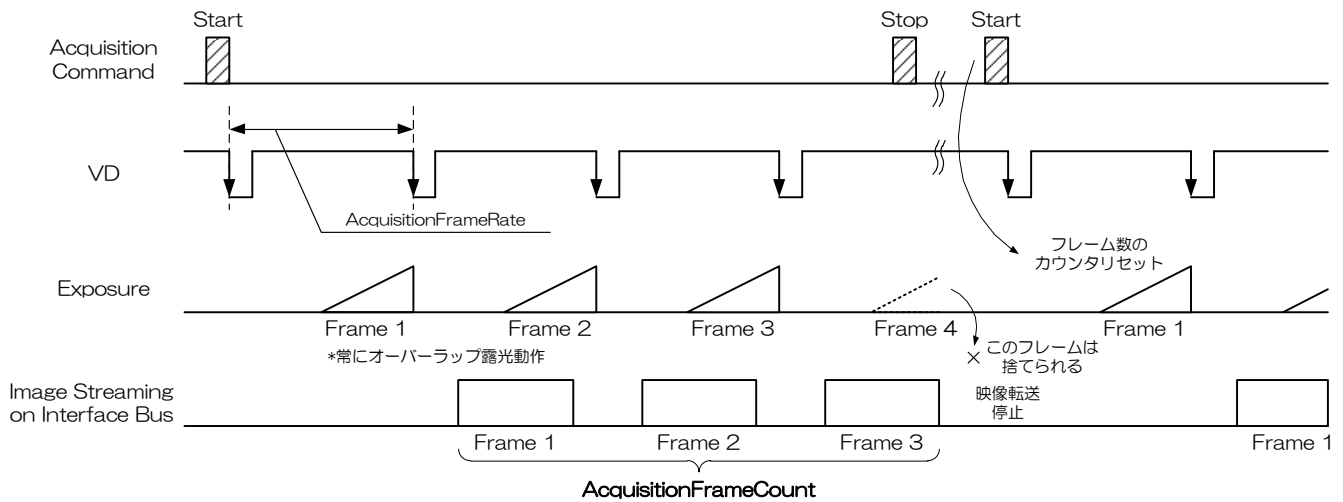 Start
Stop
Start
Acquisition
Command
VD
AcquisitionFrameRate
フレーム数の
カウンタリセット
Exposure
Frame 1
Frame 2
Frame 3
Frame 4
Frame 1
*常にオーバーラップ露光動作
× このフレームは
捨てられる
Image Streaming
on Interface Bus
映像転送
停止
Frame 1
Frame 2
Frame 3
Frame 1
AcquisitionFrameCount